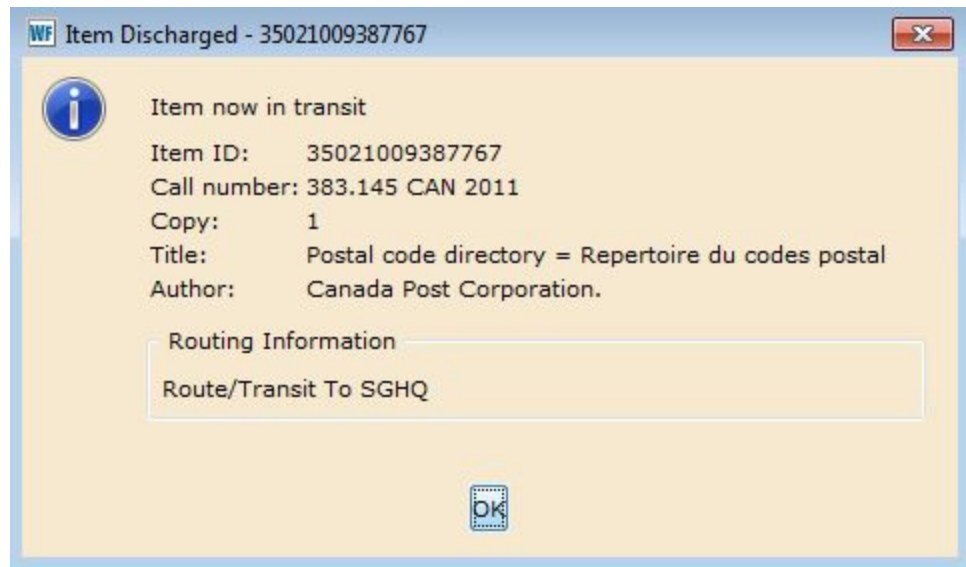 WF Item Discharged - 35021009387767
i
Item now in transit
Item ID: 35021009387767
Call number: 383.145 CAN 2011
Copy: 1
Title: Postal code directory = Repertoire du codes postal
Author: Canada Post Corporation.
Routing Information
Route/Transit To SGHQ
OK